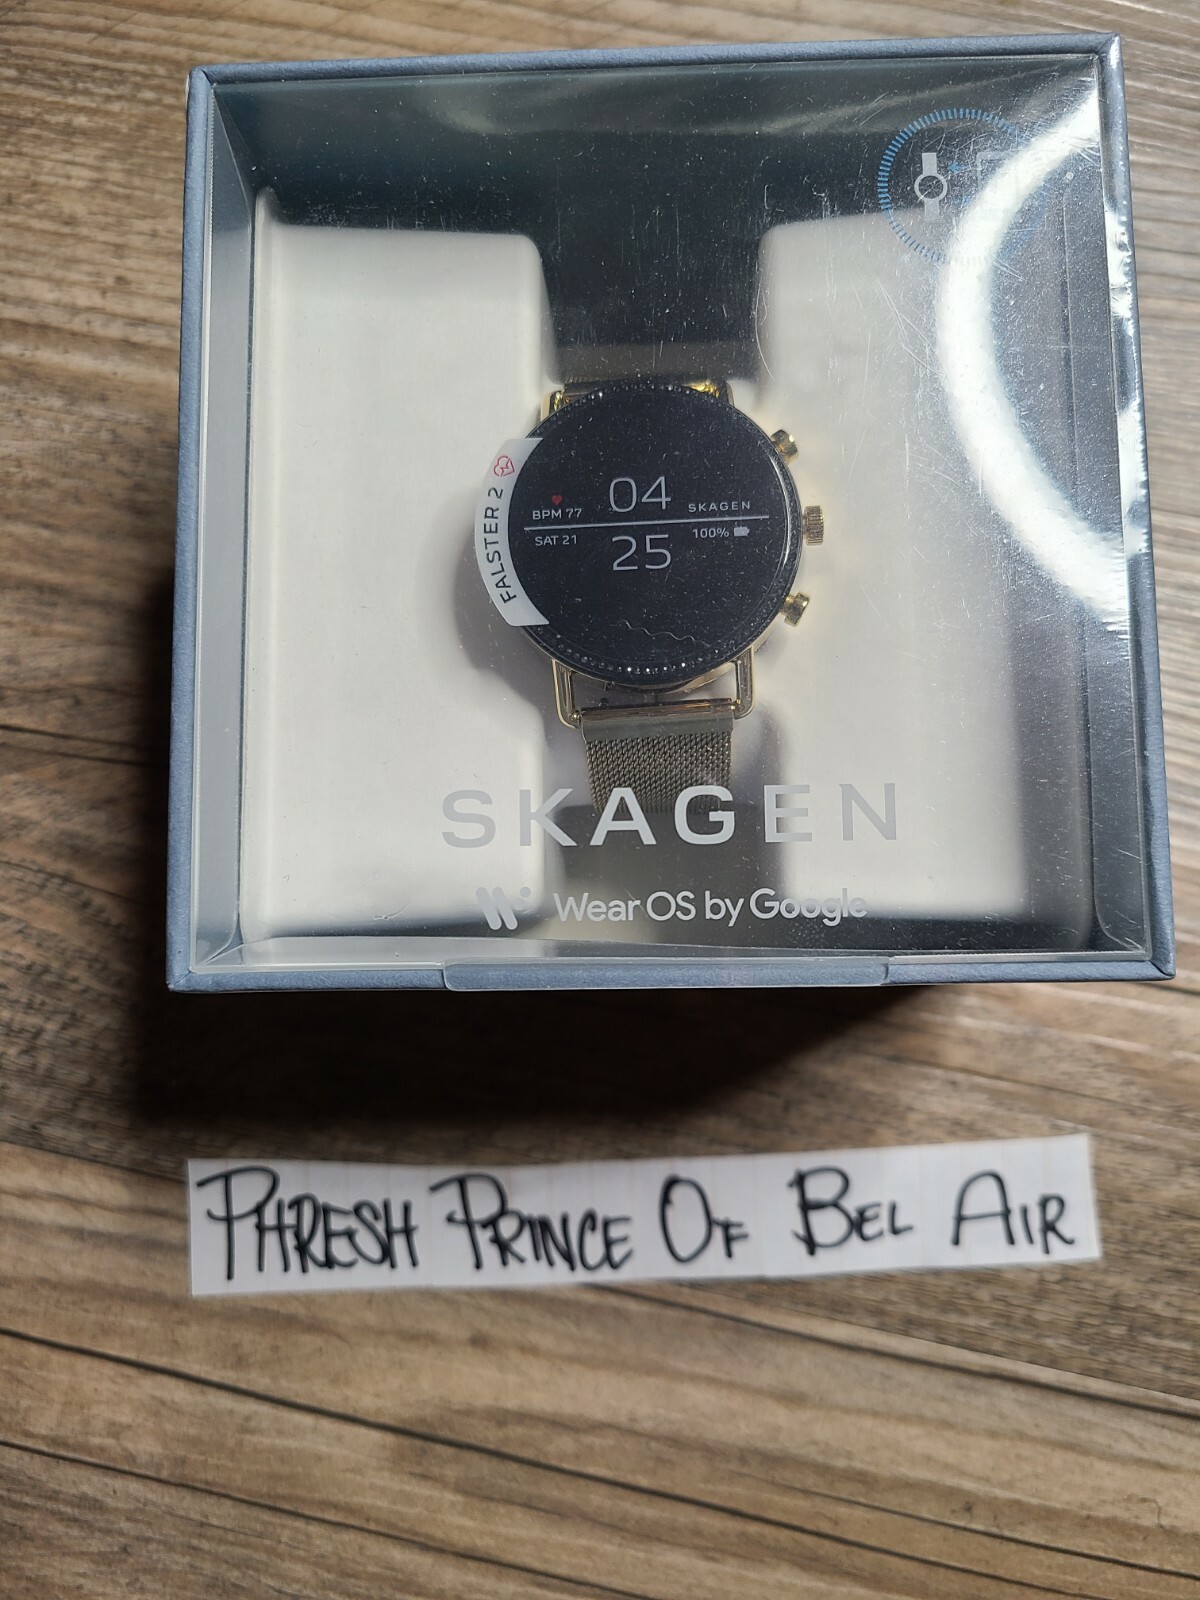 FALSTER 2
04
BPM 77
SKAGEN
SAT 21
100%
25
SKAGEN
Wear OS by Google
PHRESH PRINCE OF BEL AIR